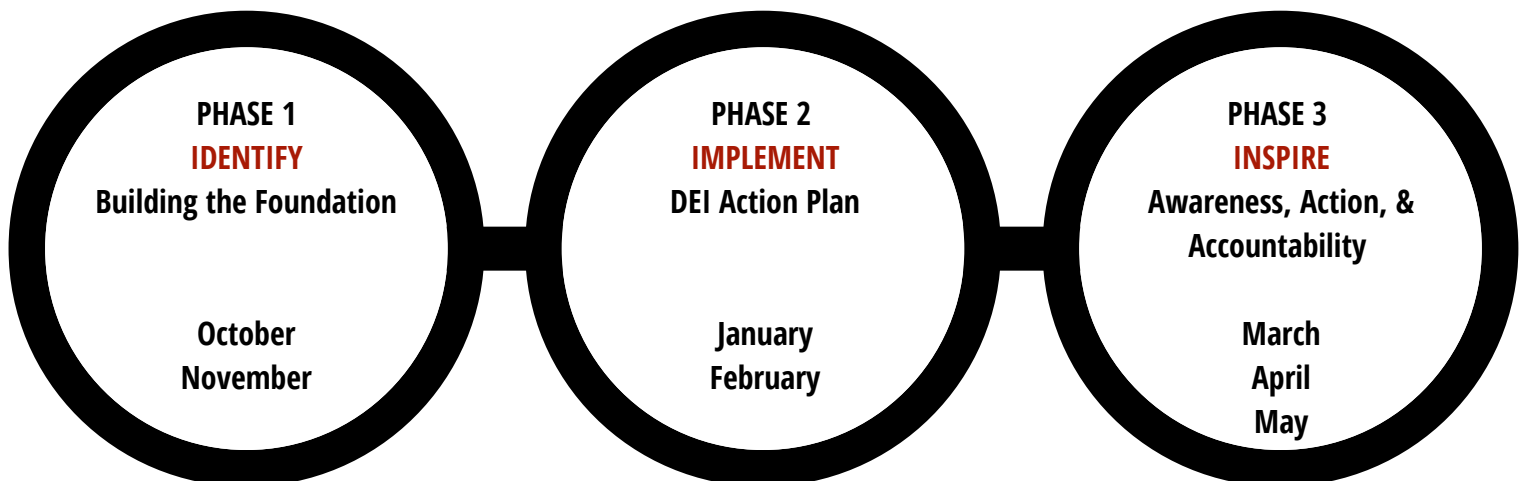 PHASE 1
IDENTIFY
Building the Foundation
October
November
PHASE 2
IMPLEMENT
DEI Action Plan
January
February
PHASE 3
INSPIRE
Awareness, Action, &
Accountability
March
April
May